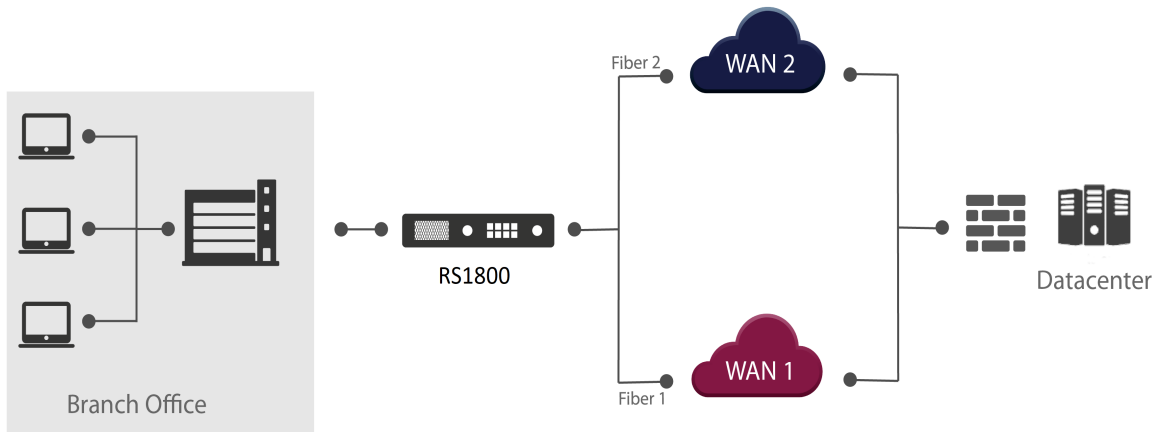 Fiber 2
WAN 2
RS1800
Datacenter
WAN 1
Fiber 1
Branch Office